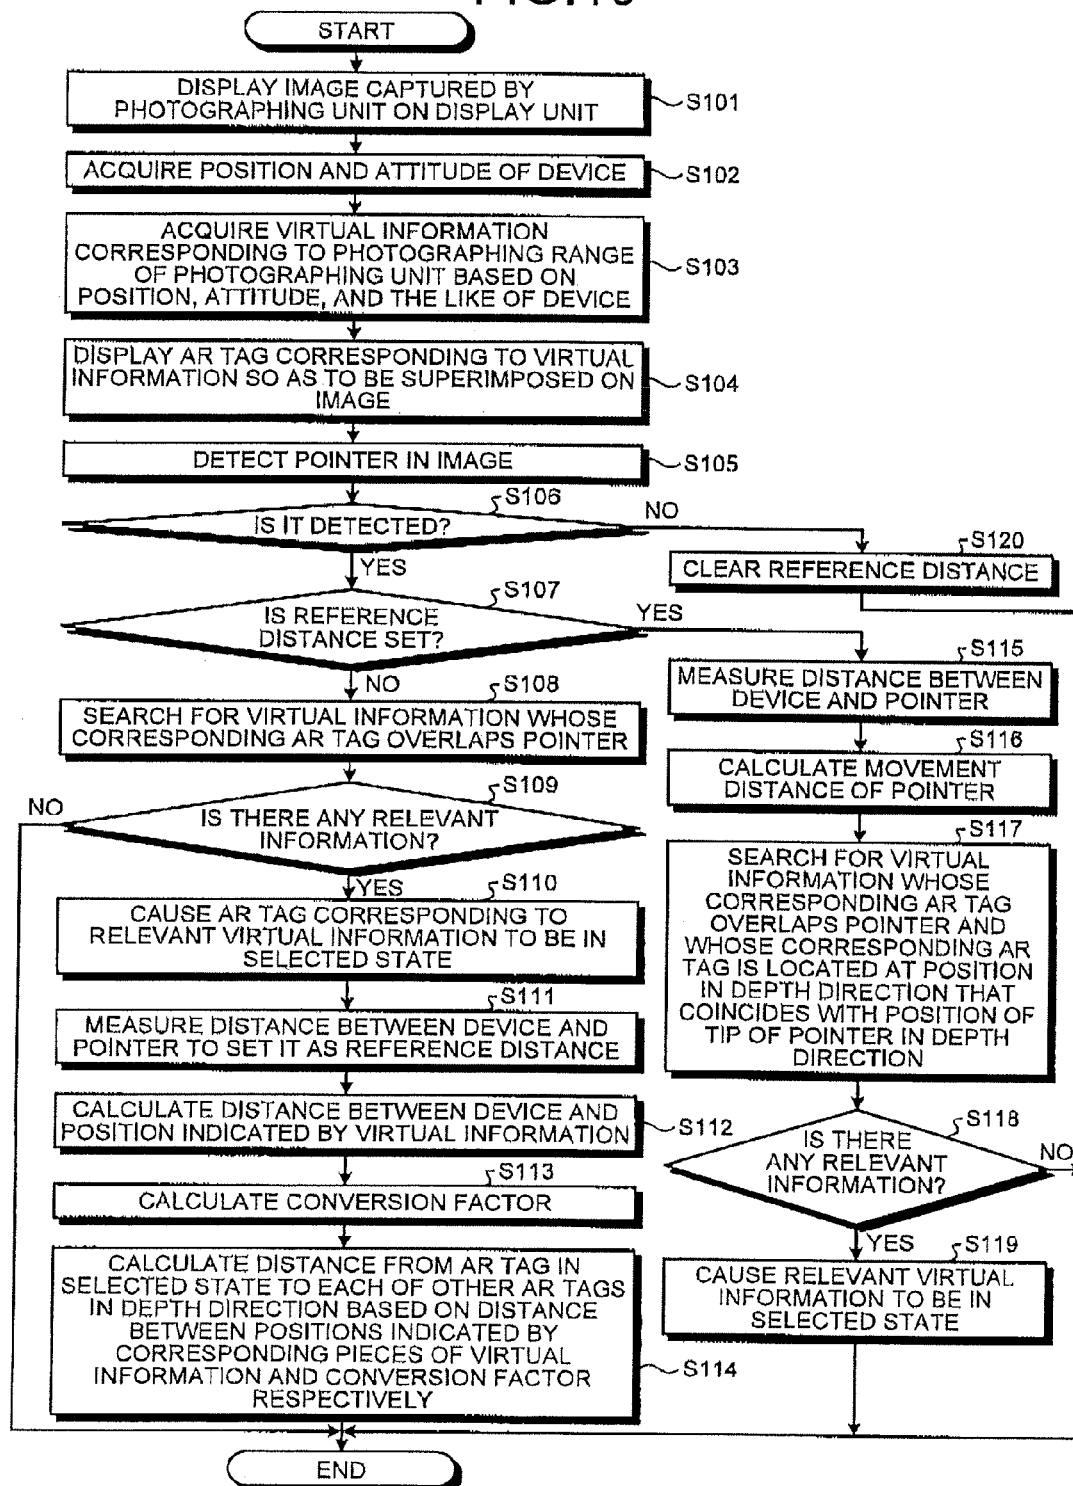 START
DISPLAY IMAGE CAPTURED BY
PHOTOGRAPHING UNIT ON DISPLAY UNIT
S101
ACQUIRE POSITION AND ATTITUDE OF DEVICE
S102
ACQUIRE VIRTUAL INFORMATION
CORRESPONDING TO PHOTOGRAPHING RANGE
OF PHOTOGRAPHING UNIT BASED ON
POSITION, ATTITUDE, AND THE LIKE OF DEVICE
S103
DISPLAY AR TAG CORRESPONDING TO VIRTUAL
INFORMATION SO AS TO BE SUPERIMPOSED ON
IMAGE
S104
DETECT POINTER IN IMAGE
S105
S106
IS IT DETECTED?
NO
YES
S120
CLEAR REFERENCE DISTANCE
S107
IS REFERENCE
DISTANCE SET?
YES
NO
S108
SEARCH FOR VIRTUAL INFORMATION WHOSE
CORRESPONDING AR TAG OVERLAPS POINTER
S109
IS THERE ANY RELEVANT
INFORMATION?
NO
YES
S110
CAUSE AR TAG CORRESPONDING TO
RELEVANT VIRTUAL INFORMATION TO BE IN
SELECTED STATE
S111
MEASURE DISTANCE BETWEEN DEVICE AND
POINTER TO SET IT AS REFERENCE DISTANCE
CALCULATE DISTANCE BETWEEN DEVICE AND
POSITION INDICATED BY VIRTUAL INFORMATION
S112
S113
CALCULATE CONVERSION FACTOR
CALCULATE DISTANCE FROM AR TAG IN
SELECTED STATE TO EACH OF OTHER AR TAGS
IN DEPTH DIRECTION BASED ON DISTANCE
BETWEEN POSITIONS INDICATED BY
CORRESPONDING PIECES OF VIRTUAL
INFORMATION AND CONVERSION FACTOR
RESPECTIVELY
S114
S115
MEASURE DISTANCE BETWEEN
DEVICE AND POINTER
S116
CALCULATE MOVEMENT
DISTANCE OF POINTER
S117
SEARCH FOR VIRTUAL
INFORMATION WHOSE
CORRESPONDING AR TAG
OVERLAPS POINTER AND
WHOSE CORRESPONDING AR
TAG IS LOCATED AT POSITION
IN DEPTH DIRECTION THAT
COINCIDES WITH POSITION OF
TIP OF POINTER IN DEPTH
DIRECTION
S118
IS THERE
ANY RELEVANT
INFORMATION?
NO
YES
S119
CAUSE RELEVANT VIRTUAL
INFORMATION TO BE IN
SELECTED STATE
END